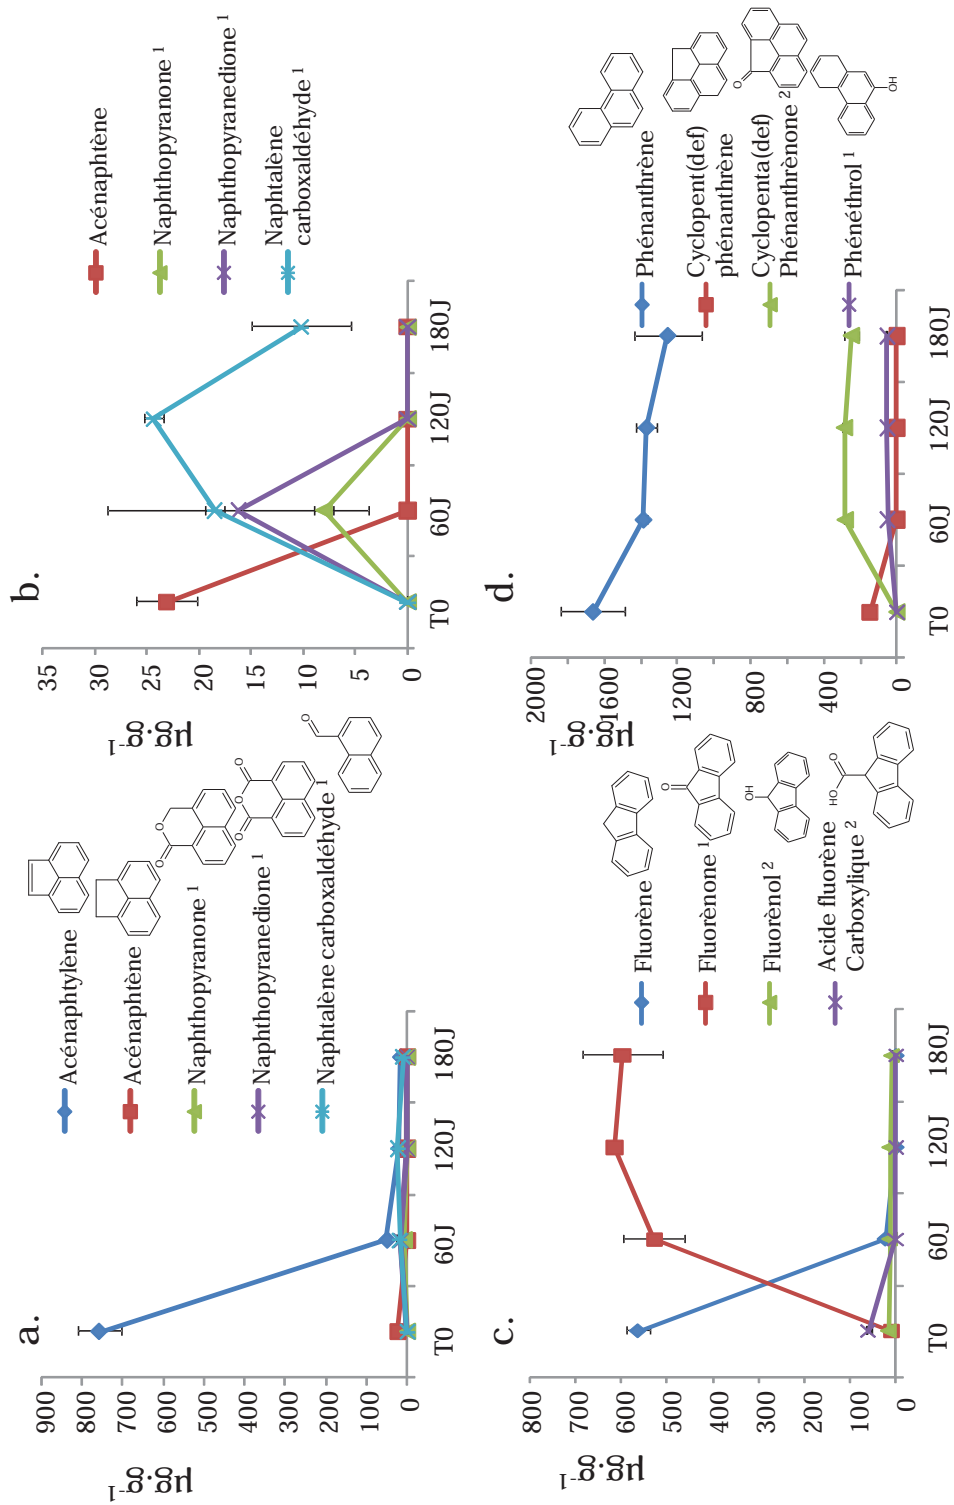 a.
µg.g-1
900
800
700
600
500
400
300
200
100
0
T0
60J
120J
180J
Acénaphtylène
Acénaphtène
Naphthopyranone 1
Naphthopyranedione 1
Naphtalène carboxaldéhyde 1
O
O
O
O
O
O
b.
µg.g-1
35
30
25
20
15
10
5
0
T0
60J
120J
180J
Acénaphtène
Naphthopyranone 1
Naphthopyranedione 1
Naphtalène
carboxaldéhyde 1
c.
µg.g-1
800
700
600
500
400
300
200
100
0
T0
60J
120J
180J
Fluorène
Fluorènone 1
Fluorènol 2
Acide fluorène
Carboxylique 2
O
OH
HO
O
d.
µg.g-1
2000
1600
1200
800
400
0
T0
60J
120J
180J
Phénanthrène
Cyclopent(def)
phénanthrène
Cyclopenta(def)
Phénanthrènone 2
Phénéthrol 1
O
OH